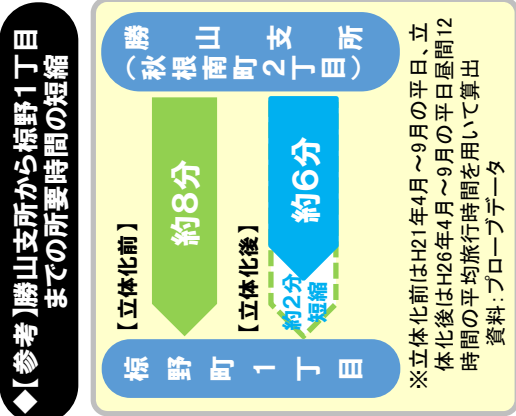 ◆【参考】勝山支所から椋野1丁目
までの所要時間の短縮
勝山支所
（秋根南町2丁目）
【立体化前】
約8分
【立体化後】
約6分
約2分
短縮
椋野町1丁目
※立体化前はH21年4月～9月の平日、立
体化後はH26年4月～9月の平日昼間12
時間の平均旅行時間を用いて算出
資料：プローブデータ